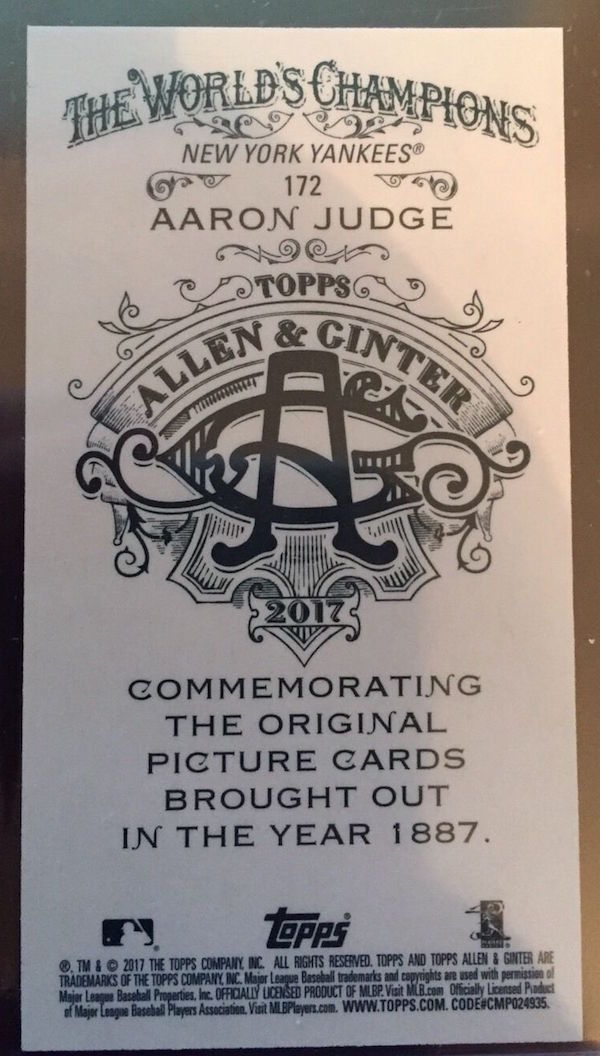 THE WORLD'S CHAMPIONS
NEW YORK YANKEES®
172
AARON JUDGE
TOPPS
ALLEN & GINTER
AG
2017
COMMEMORATING
THE ORIGINAL
PICTURE CARDS
BROUGHT OUT
IN THE YEAR 1887.
topps®
®, TM & © 2017 THE TOPPS COMPANY, INC. ALL RIGHTS RESERVED. TOPPS AND TOPPS ALLEN & GINTER ARE
TRADEMARKS OF THE TOPPS COMPANY, INC. Major League Baseball trademarks and copyrights are used with permission of
Major League Baseball Properties, Inc. OFFICIALLY LICENSED PRODUCT OF MLBP. Visit MLB.com Officially Licensed Product
of Major League Baseball Players Association. Visit MLBPlayers.com. WWW.TOPPS.COM. CODE#CMP024935.